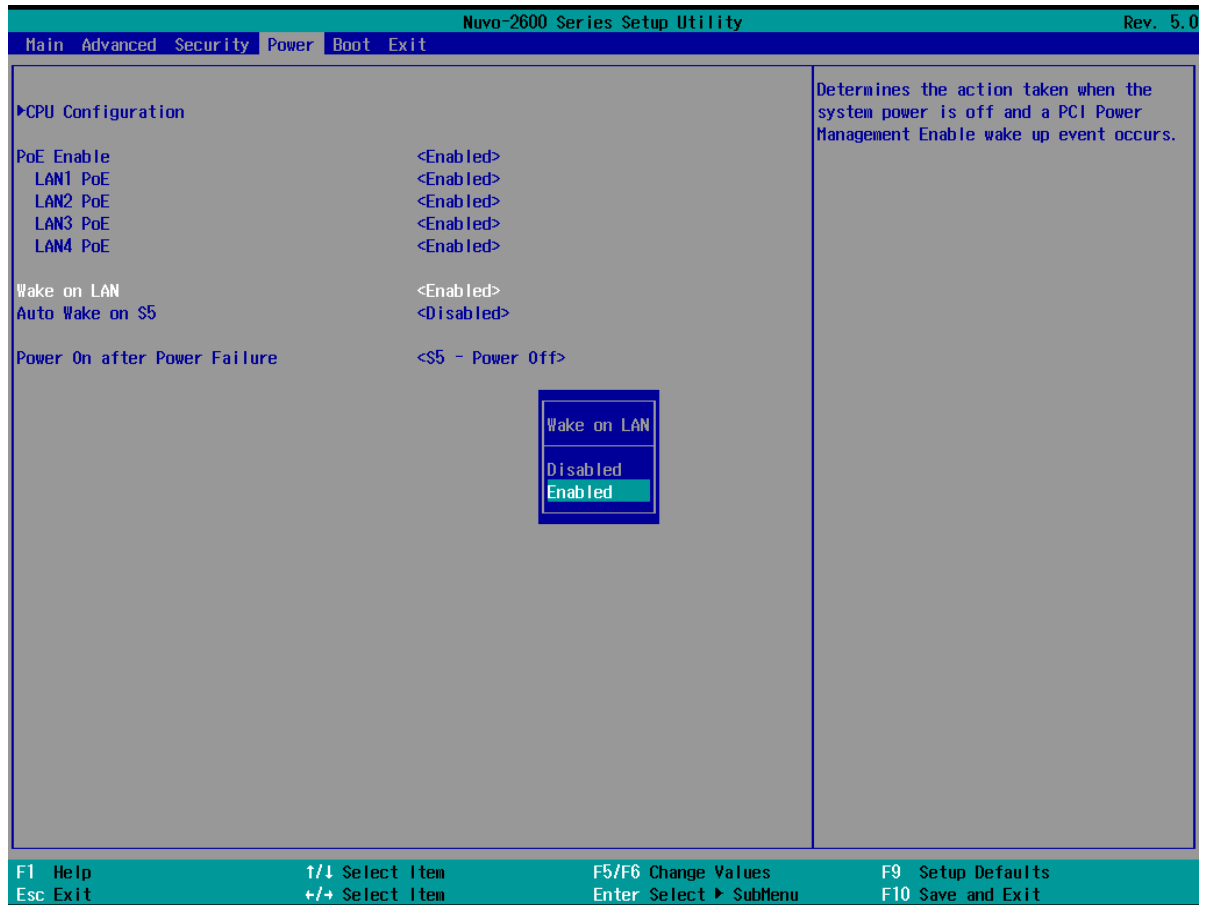 Nuvo-2600 Series Setup Utility Rev. 5.0
Main Advanced Security Power Boot Exit
▶CPU Configuration
PoE Enable <Enabled>
LAN1 PoE <Enabled>
LAN2 PoE <Enabled>
LAN3 PoE <Enabled>
LAN4 PoE <Enabled>
Wake on LAN <Enabled>
Auto Wake on S5 <Disabled>
Power On after Power Failure <S5 - Power Off>
Wake on LAN
Disabled
Enabled
Determines the action taken when the
system power is off and a PCI Power
Management Enable wake up event occurs.
F1 Help ↑/↓ Select Item F5/F6 Change Values F9 Setup Defaults
Esc Exit ←/→ Select Item Enter Select ▶ SubMenu F10 Save and Exit